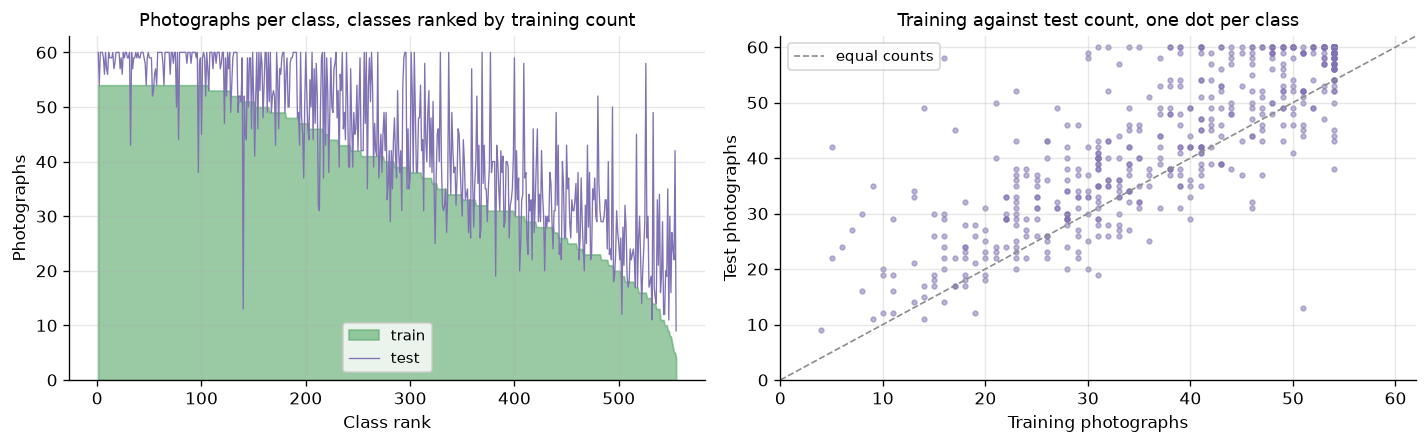 Photographs per class, classes ranked by training count
Photographs
60
50
40
30
20
10
0
train
test
0 100 200 300 400 500
Class rank
Training against test count, one dot per class
Test photographs
60
50
40
30
20
10
0
equal counts
0 10 20 30 40 50 60
Training photographs